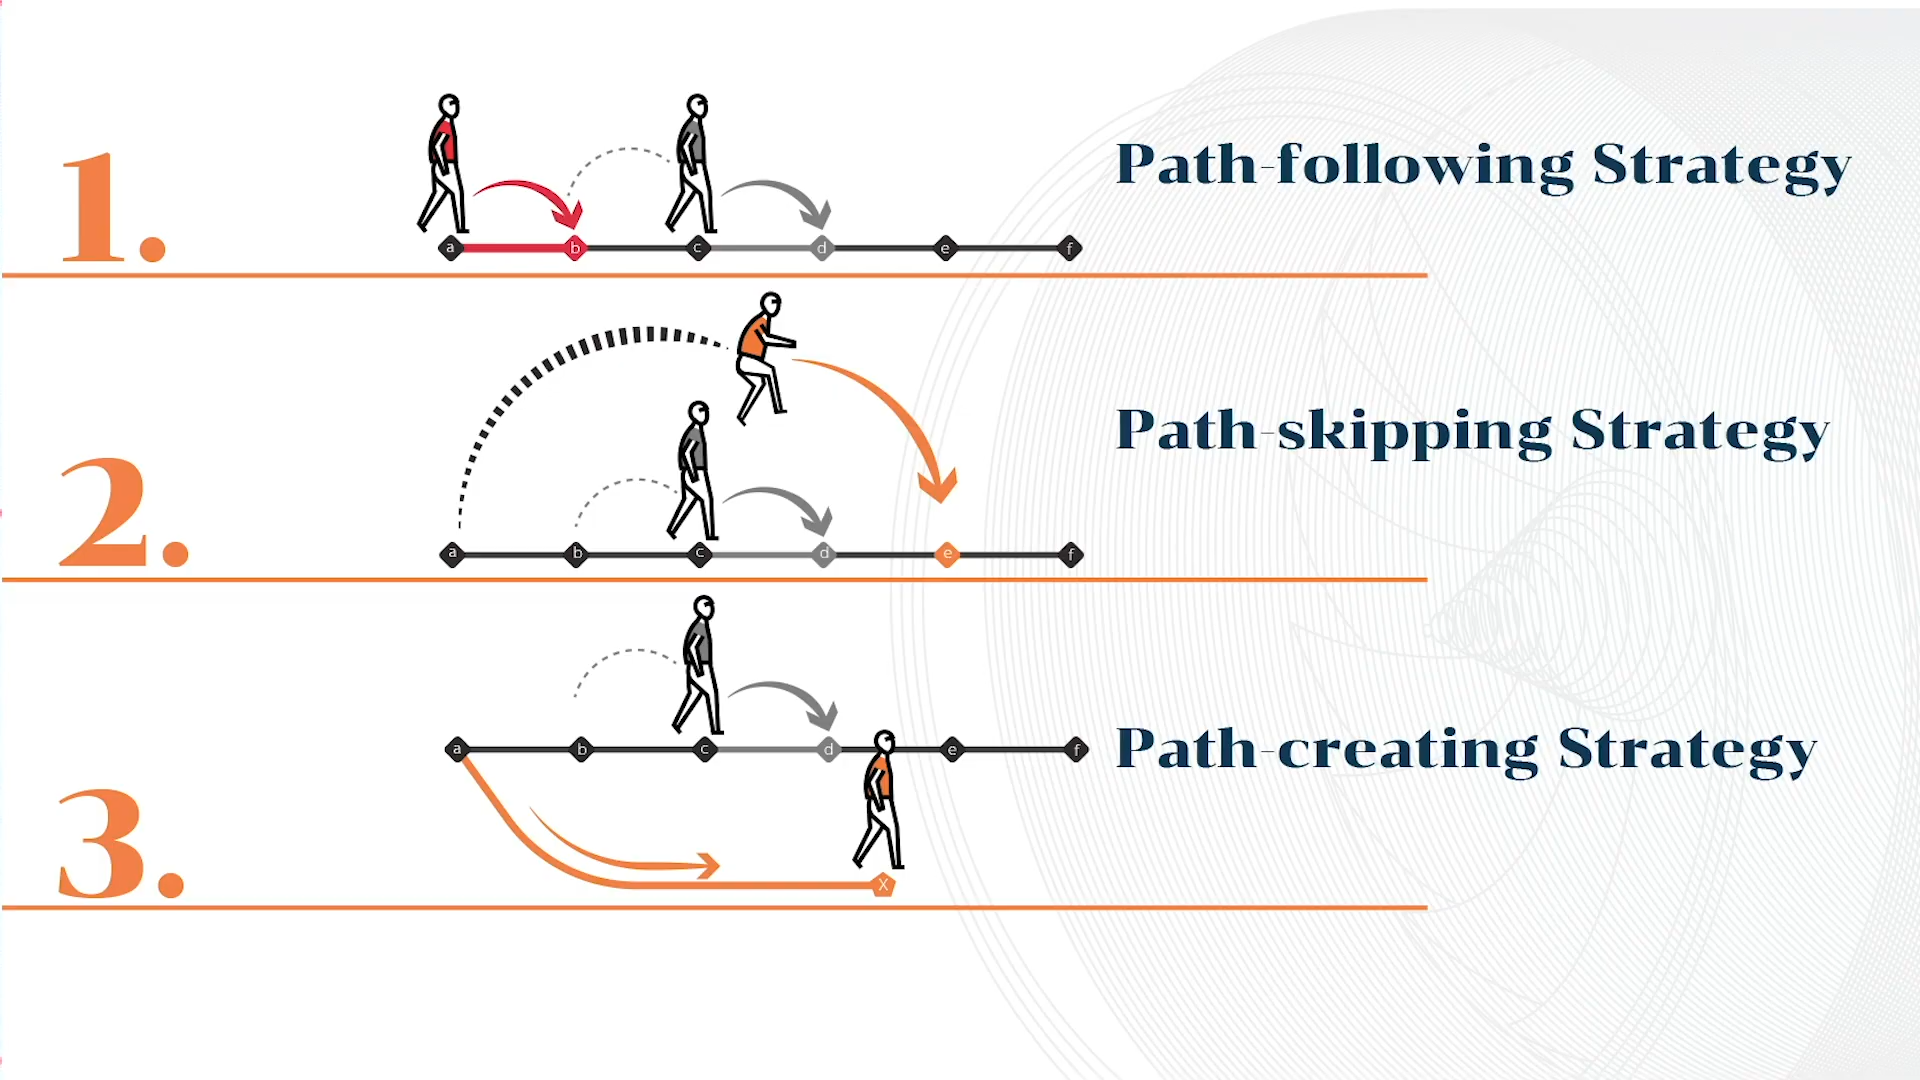 1.
a b c d e f
Path-following Strategy
2.
a b c d e f
Path-skipping Strategy
3.
a b c d e f
X
Path-creating Strategy